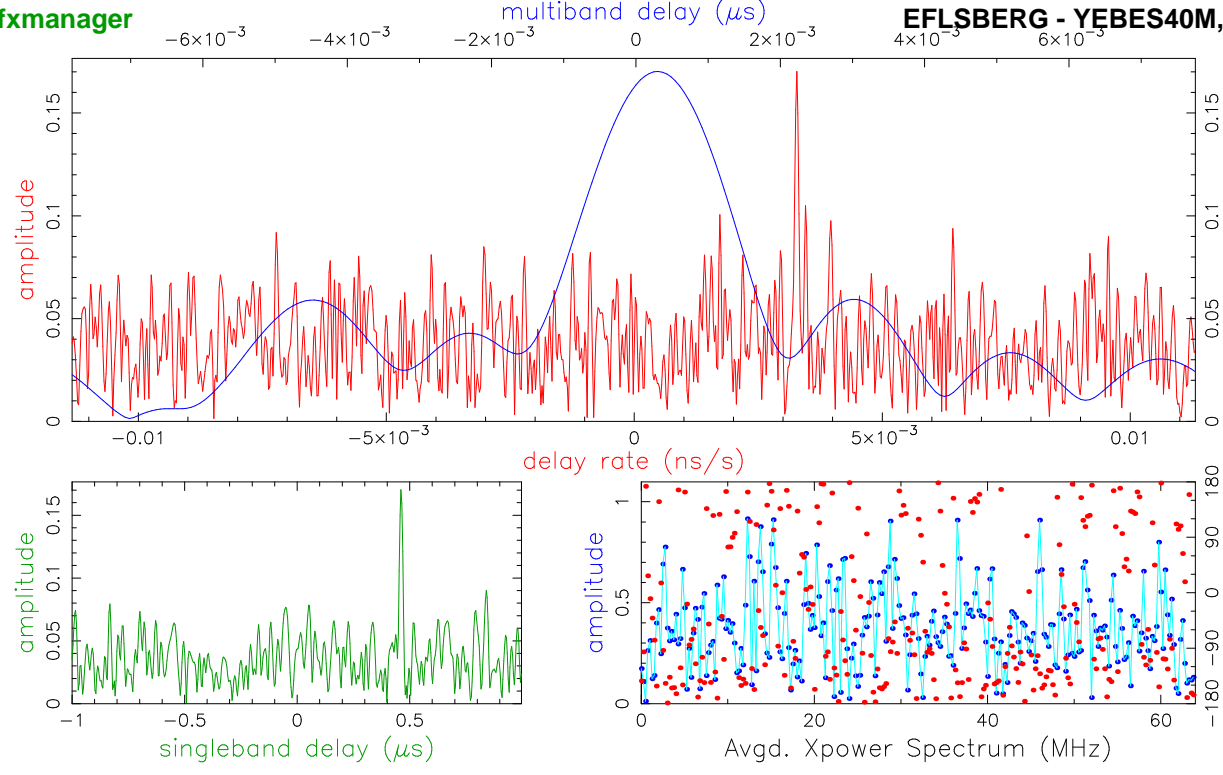 fxmanager
multiband delay (μs)
EFLSBERG - YEBES40M,
−6×10⁻³ −4×10⁻³ −2×10⁻³ 0 2×10⁻³ 4×10⁻³ 6×10⁻³
amplitude
0 0.05 0.1 0.15
0 0.05 0.1 0.15
−0.01 −5×10⁻³ 0 5×10⁻³ 0.01
delay rate (ns/s)
amplitude
0 0.05 0.1 0.15
−1 −0.5 0 0.5
singleband delay (μs)
amplitude
0 0.5 1
−180 −90 0 90 180
0 20 40 60
Avgd. Xpower Spectrum (MHz)